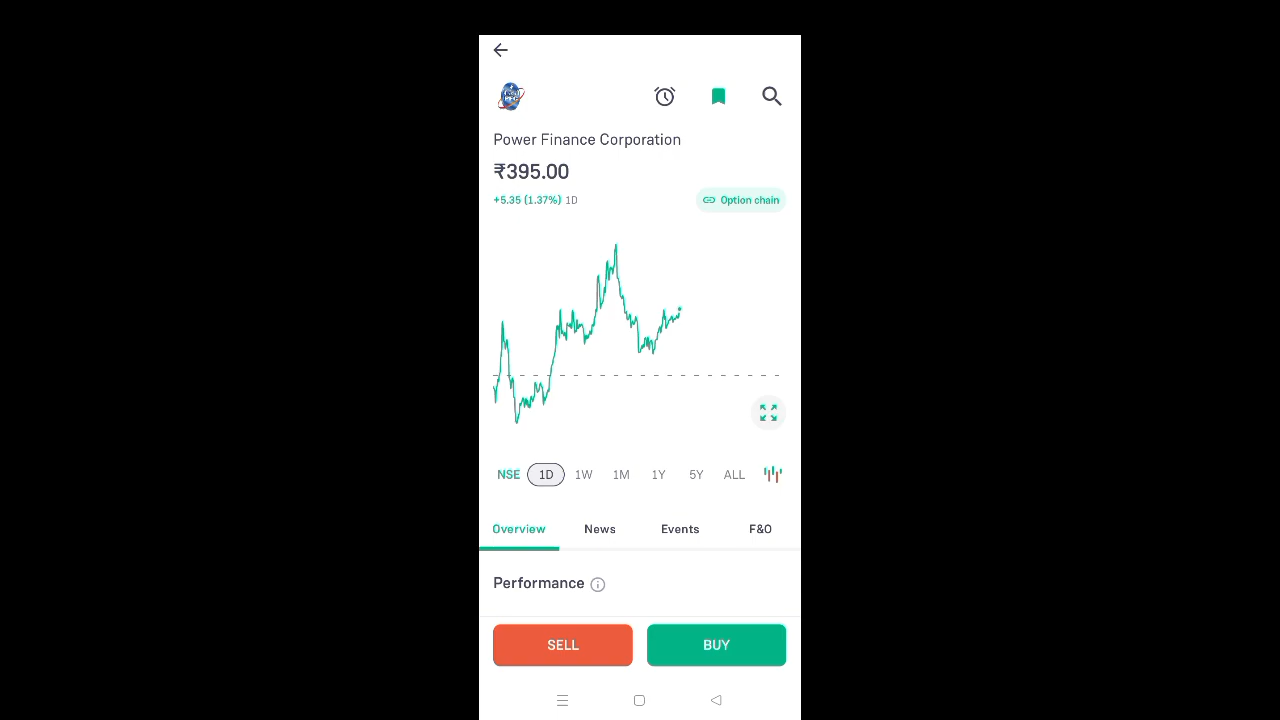 Power Finance Corporation
₹395.00
+5.35 (1.37%) 1D
Option chain
NSE 1D 1W 1M 1Y 5Y ALL
Overview News Events F&O
Performance
SELL BUY